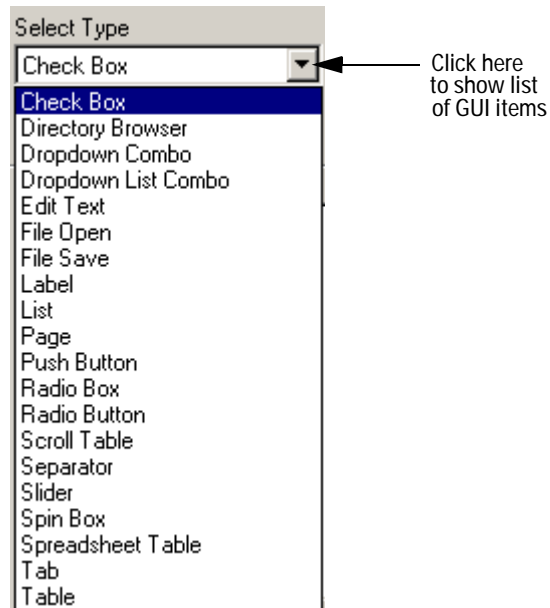 Select Type
Check Box
Click here
to show list
of GUI items
Check Box
Directory Browser
Dropdown Combo
Dropdown List Combo
Edit Text
File Open
File Save
Label
List
Page
Push Button
Radio Box
Radio Button
Scroll Table
Separator
Slider
Spin Box
Spreadsheet Table
Tab
Table